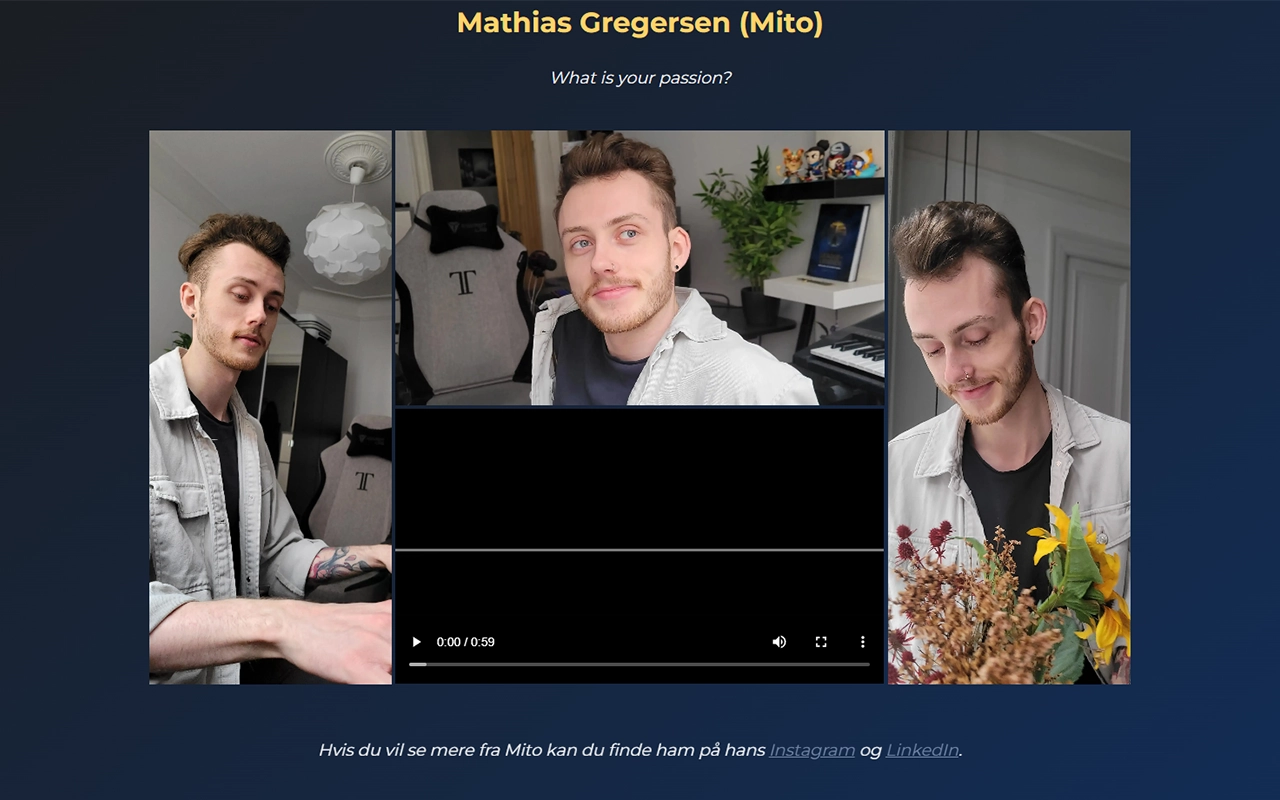 Mathias Gregersen (Mito)
What is your passion?
0:00 / 0:59
Hvis du vil se mere fra Mito kan du finde ham på hans Instagram og LinkedIn.